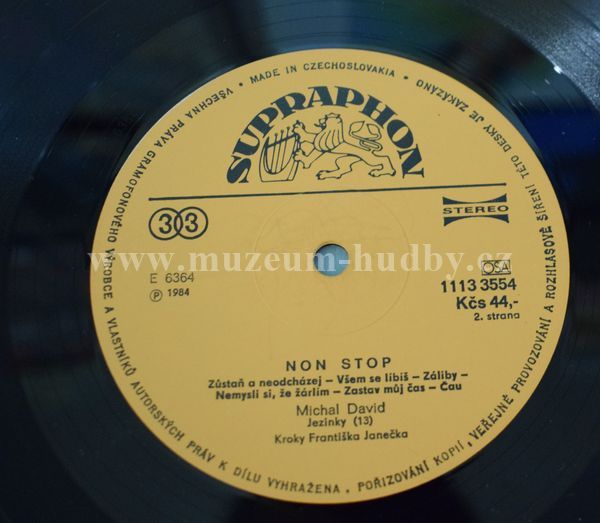 VŠECHNA PRÁVA GRAMOFONOVÉHO VÝROBCE A VLASTNÍKŮ AUTORSKÝCH PRÁV K DÍLU VYHRAŽENA. POŘIZOVÁNÍ KOPIÍ, VEŘEJNÉ PROVOZOVÁNÍ A ROZHLASOVÉ ŠÍŘENÍ TÉTO DESKY JE ZAKÁZÁNO • MADE IN CZECHOSLOVAKIA •
SUPRAPHON
33
STEREO
www.muzeum-hudby.cz
E 6364
℗ 1984
OSA
1113 3554
Kčs 44,-
2. strana
NON STOP
Zůstaň a neodcházej – Všem se líbíš – Záliby –
Nemysli si, že žárlím – Zastav můj čas – Čau
Michal David
Jezinky (13)
Kroky Františka Janečka